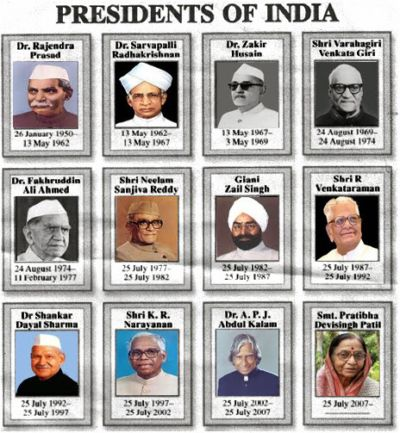 PRESIDENTS OF INDIA
Dr. Rajendra
Prasad
26 January 1950–
13 May 1962
Dr. Sarvapalli
Radhakrishnan
13 May 1962–
13 May 1967
Dr. Zakir
Husain
13 May 1967–
3 May 1969
Shri Varahagiri
Venkata Giri
24 August 1969–
24 August 1974
Dr. Fakhruddin
Ali Ahmed
24 August 1974–
11 February 1977
Shri Neelam
Sanjiva Reddy
25 July 1977–
25 July 1982
Giani
Zail Singh
25 July 1982–
25 July 1987
Shri R
Venkataraman
25 July 1987–
25 July 1992
Dr Shankar
Dayal Sharma
25 July 1992–
25 July 1997
Shri K. R.
Narayanan
25 July 1997–
25 July 2002
Dr. A. P. J.
Abdul Kalam
25 July 2002–
25 July 2007
Smt. Pratibha
Devisingh Patil
25 July 2007–